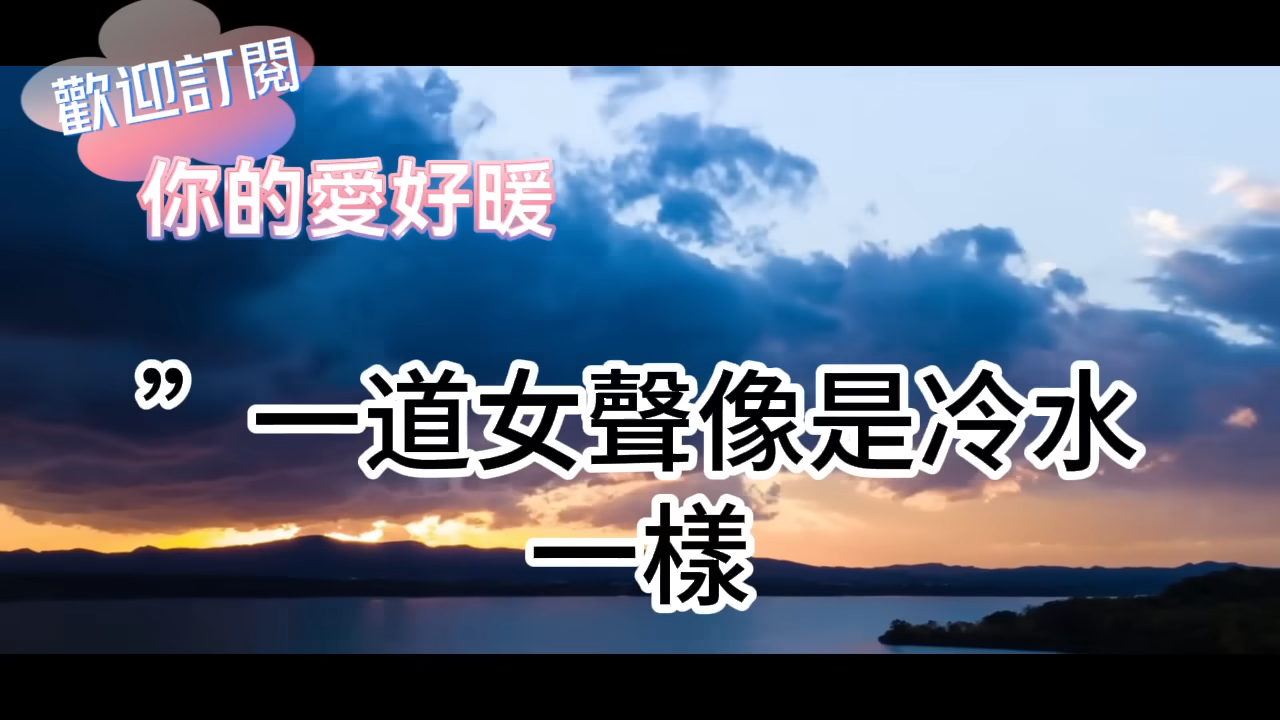 歡迎訂閱
你的愛好暖
” 一道女聲像是冷水
一樣